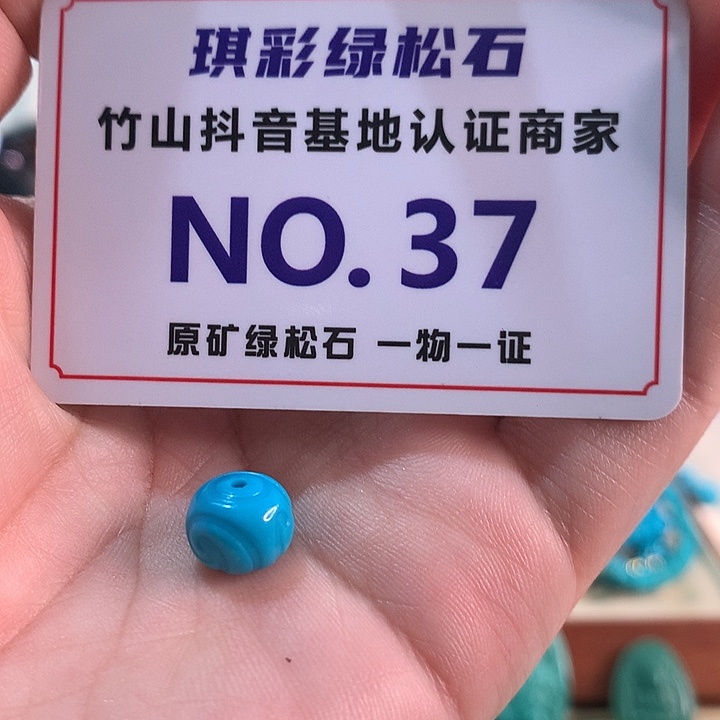 琪彩绿松石
竹山抖音基地认证商家
NO.37
原矿绿松石 一物一证